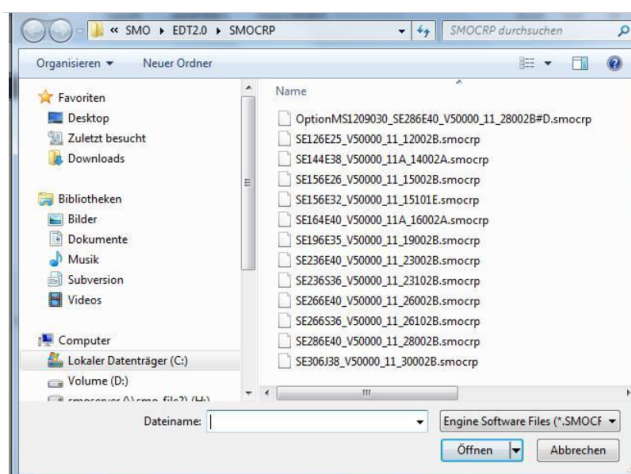 « SMO EDT2.0 SMOCRP
SMOCRP durchsuchen
Organisieren Neuer Ordner
Favoriten
Desktop
Zuletzt besucht
Downloads
Bibliotheken
Bilder
Dokumente
Musik
Subversion
Videos
Computer
Lokaler Datenträger (C:)
Volume (D:)
Name
OptionMS1209030_SE286E40_V50000_11_28002B#D.smocrp
SE126E25_V50000_11_12002B.smocrp
SE144E38_V50000_11A_14002A.smocrp
SE156E26_V50000_11_15002B.smocrp
SE156E32_V50000_11_15101E.smocrp
SE164E40_V50000_11A_16002A.smocrp
SE196E35_V50000_11_19002B.smocrp
SE236E40_V50000_11_23002B.smocrp
SE236S36_V50000_11_23102B.smocrp
SE266E40_V50000_11_26002B.smocrp
SE266S36_V50000_11_26102B.smocrp
SE286E40_V50000_11_28002B.smocrp
SE306J38_V50000_11_30002B.smocrp
Dateiname:
Engine Software Files (*.SMOCF
Öffnen Abbrechen